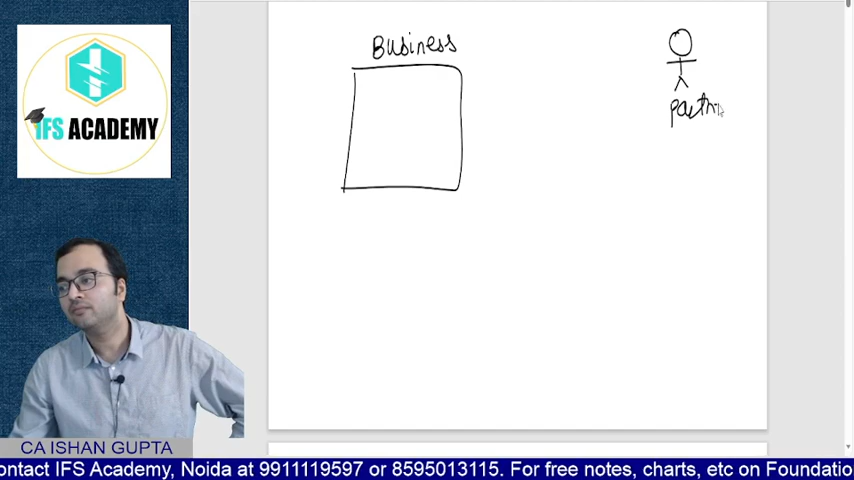 IFS ACADEMY
Business
CA ISHAN GUPTA
ontact IFS Academy, Noida at 9911119597 or 8595013115. For free notes, charts, etc on Foundatio